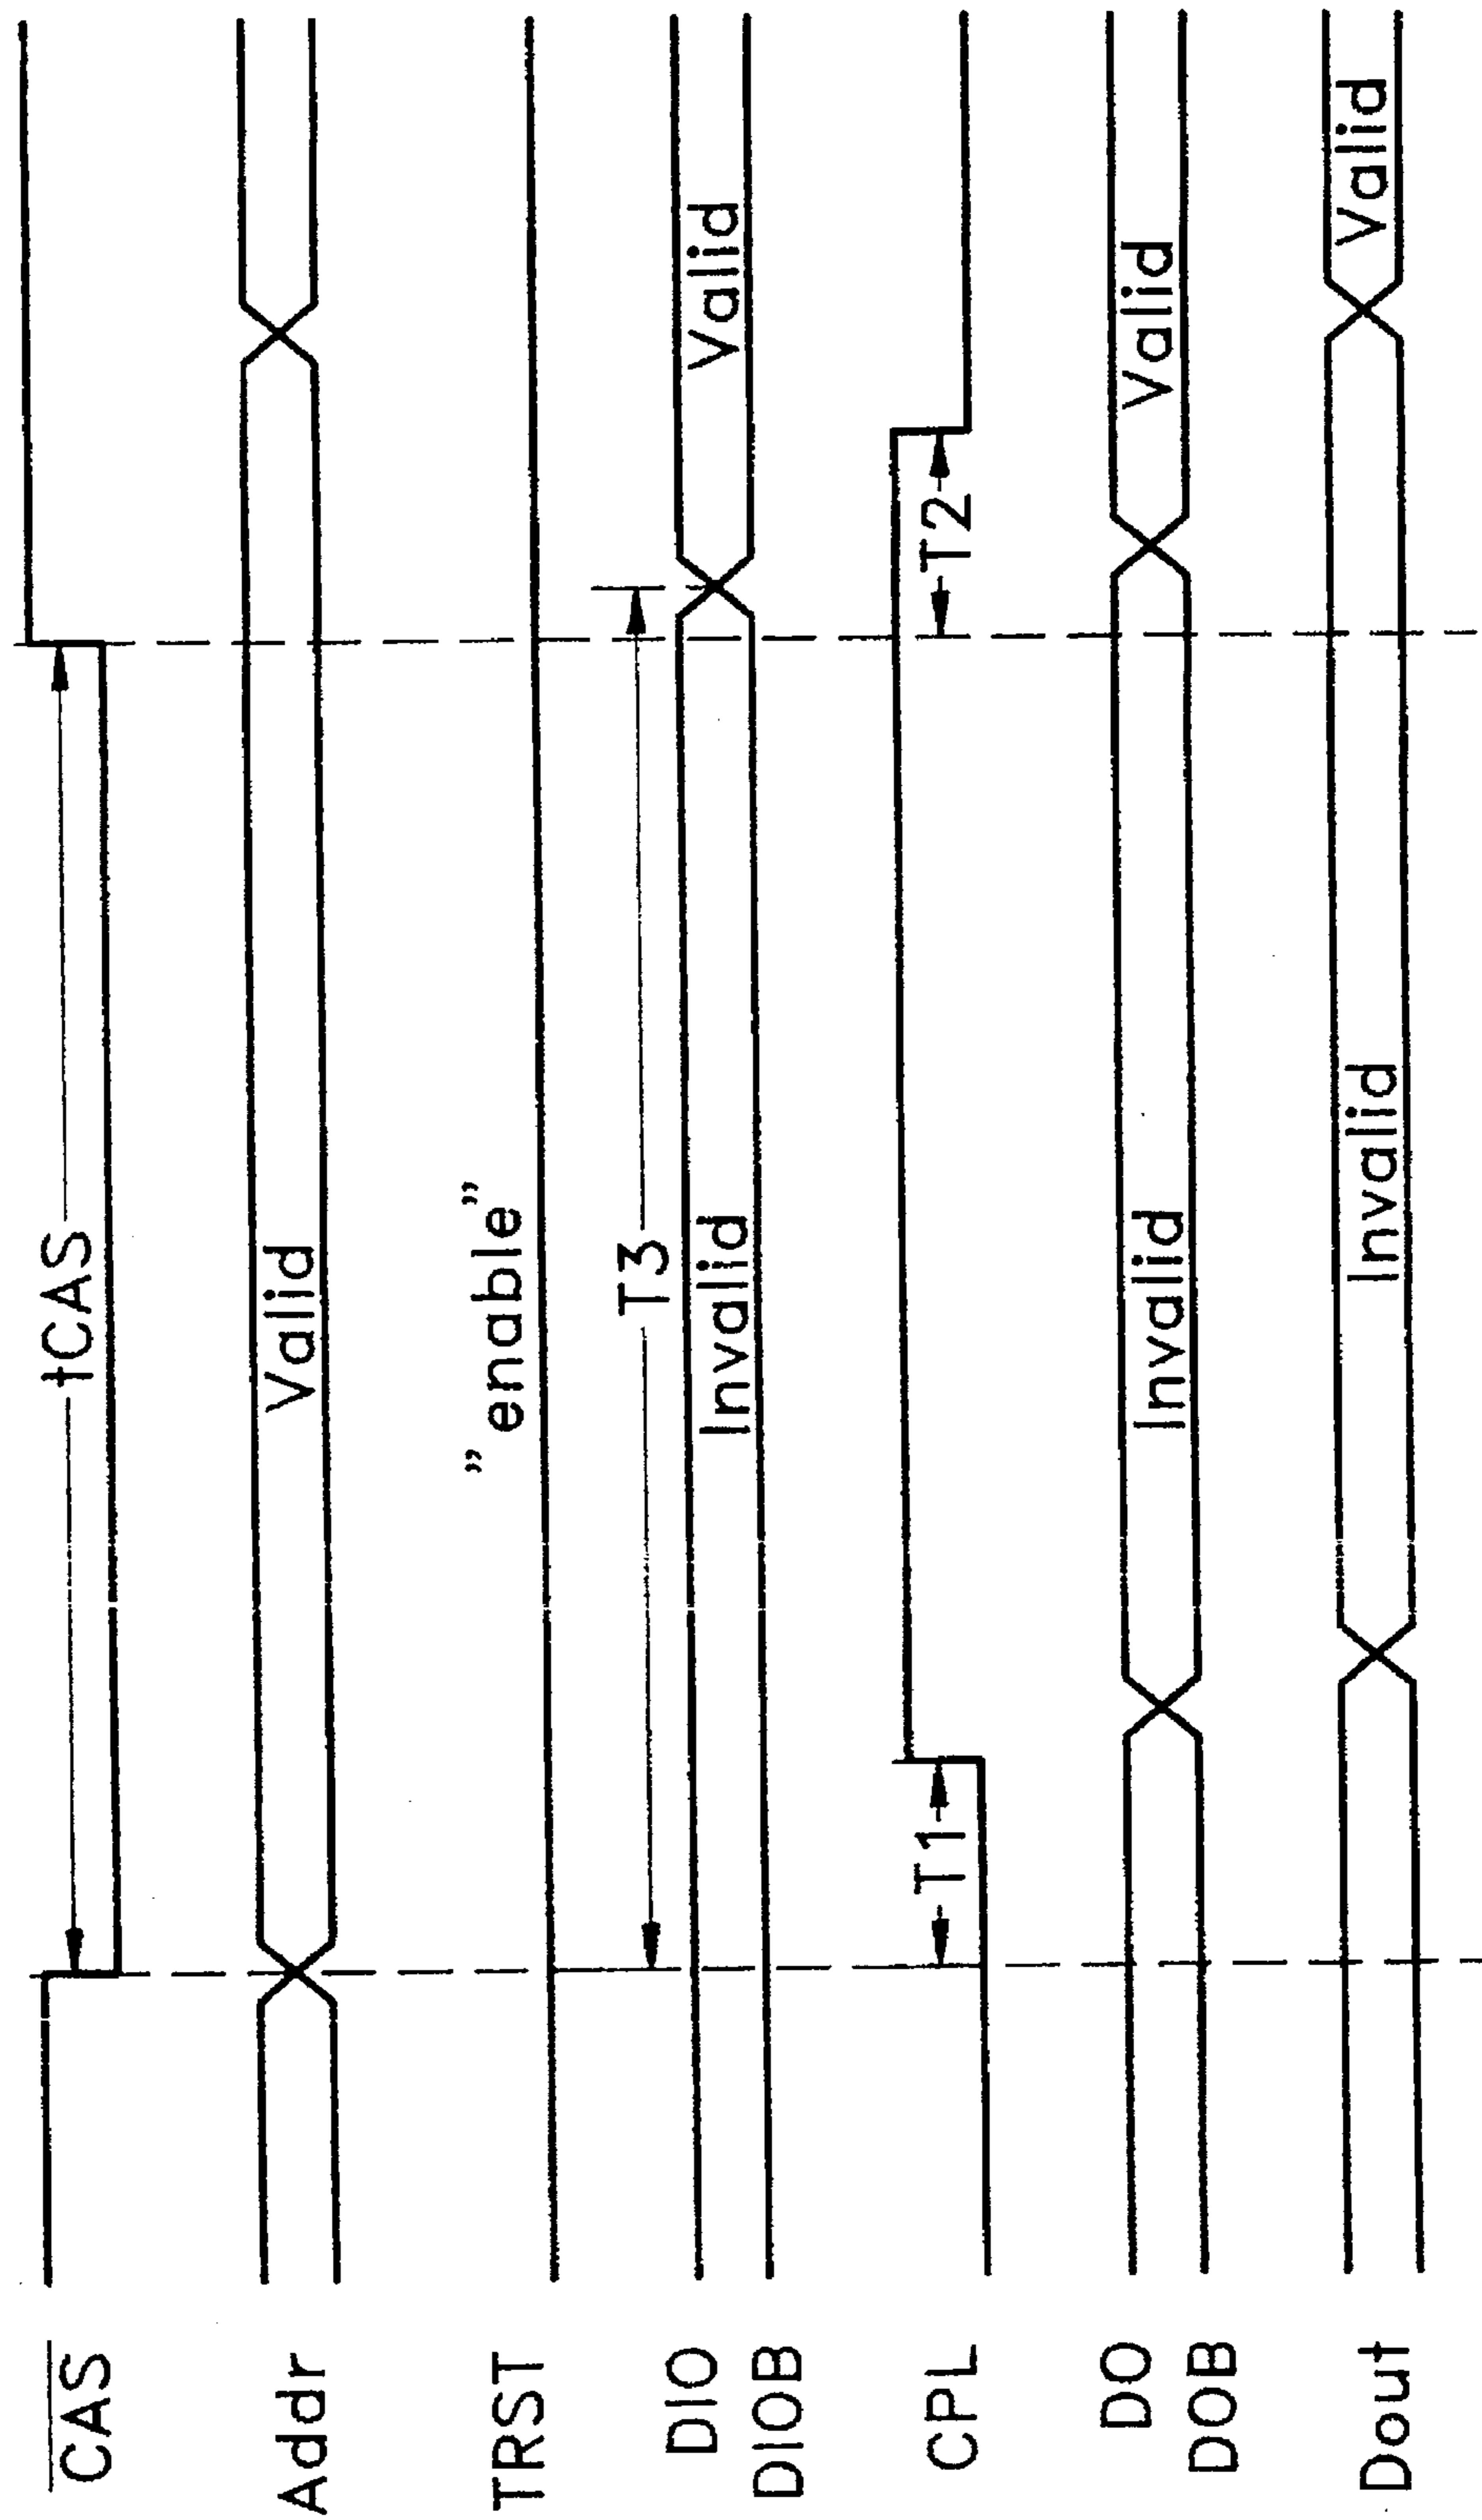 CAS
tCAS
Addr
Valid
TRST
” enable ”
T3
DIO
DIOB
Invalid
Valid
CPL
T1
T2
DO
DOB
Invalid
Valid
Dout
Invalid
Valid